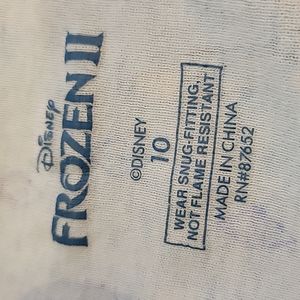 Disney
FROZEN II
©DISNEY
10
WEAR SNUG-FITTING,
NOT FLAME RESISTANT
MADE IN CHINA
RN#87652